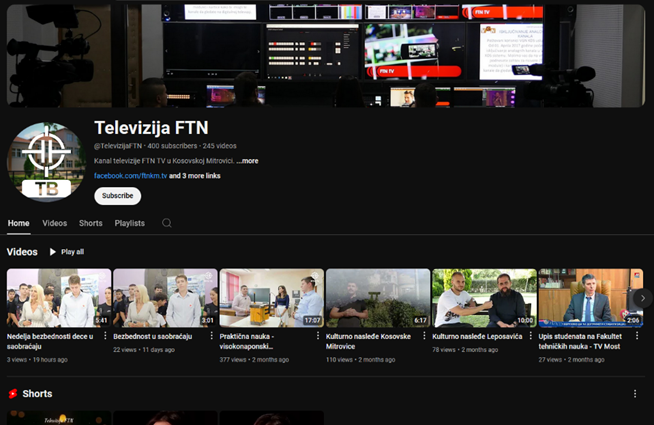 FTN TV
FTN TV
Televizija FTN
@TelevizijaFTN · 400 subscribers · 245 videos
Kanal televizije FTN TV u Kosovskoj Mitrovici. ...more
facebook.com/ftnkm.tv and 3 more links
Subscribe
ТВ
Home Videos Shorts Playlists
Videos Play all
5:41
3:01
17:07
6:17
10:00
2:06
Nedelja bezbednosti dece u
saobraćaju
3 views • 19 hours ago
Bezbednost u saobraćaju
22 views • 11 days ago
Praktična nauka -
visokonaponski...
377 views • 2 months ago
Kulturno nasleđe Kosovske
Mitrovice
110 views • 2 months ago
Kulturno nasleđe Leposavića
78 views • 2 months ago
Upis studenata na Fakultet
tehničkih nauka - TV Most
27 views • 2 months ago
Shorts
Televizija FTN